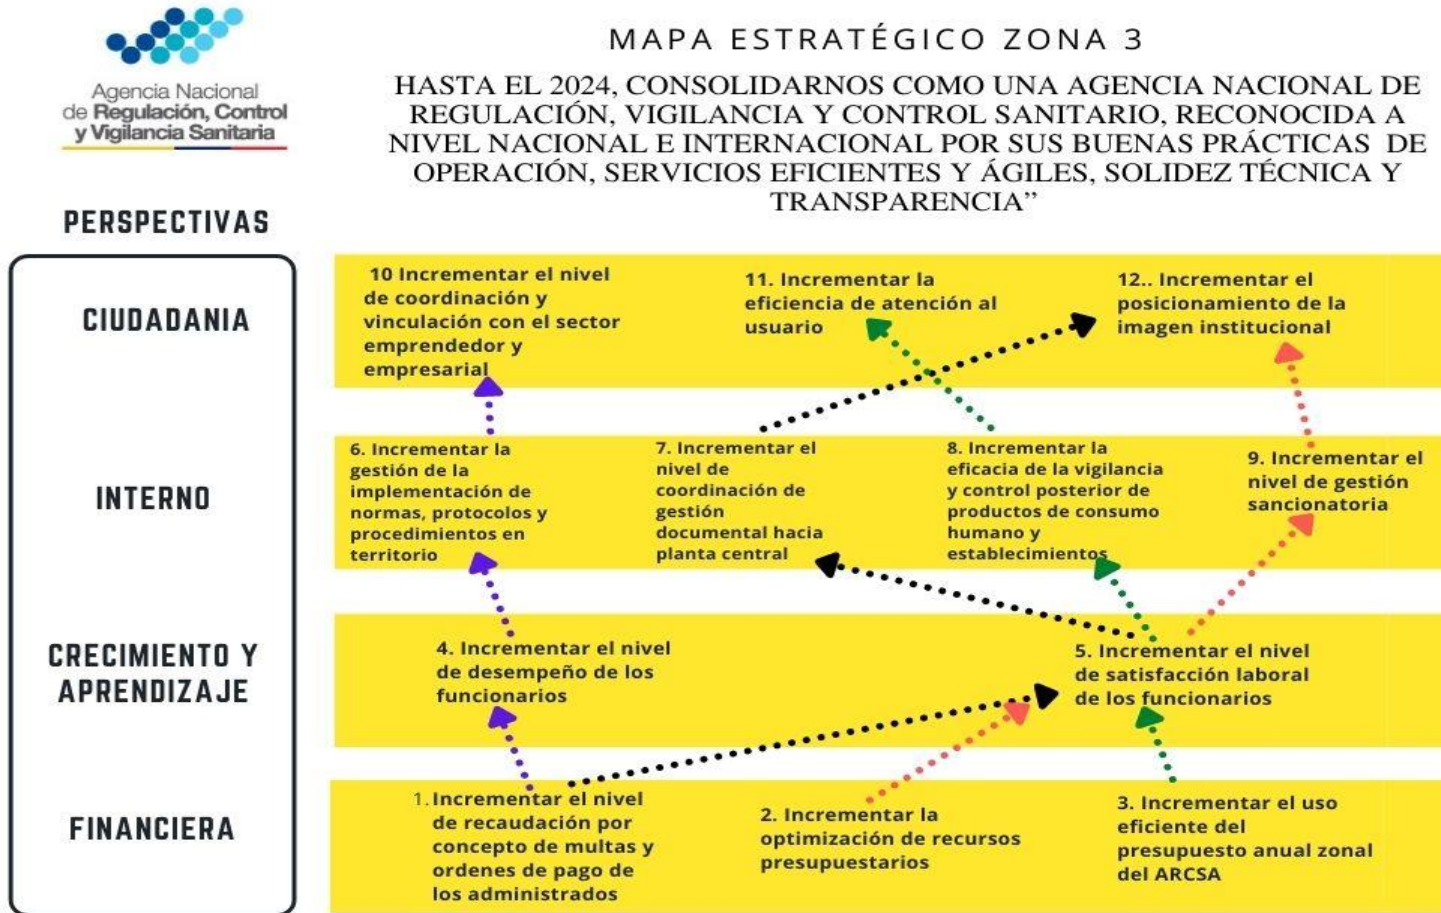 Agencia Nacional
de Regulación, Control
y Vigilancia Sanitaria
MAPA ESTRATÉGICO ZONA 3
HASTA EL 2024, CONSOLIDARNOS COMO UNA AGENCIA NACIONAL DE
REGULACIÓN, VIGILANCIA Y CONTROL SANITARIO, RECONOCIDA A
NIVEL NACIONAL E INTERNACIONAL POR SUS BUENAS PRÁCTICAS DE
OPERACIÓN, SERVICIOS EFICIENTES Y ÁGILES, SOLIDEZ TÉCNICA Y
TRANSPARENCIA”
PERSPECTIVAS
CIUDADANIA
10 Incrementar el nivel
de coordinación y
vinculación con el sector
emprendedor y
empresarial
11. Incrementar la
eficiencia de atención al
usuario
12.. Incrementar el
posicionamiento de la
imagen institucional
INTERNO
6. Incrementar la
gestión de la
implementación de
normas, protocolos y
procedimientos en
territorio
7. Incrementar el
nivel de
coordinación de
gestión
documental hacia
planta central
8. Incrementar la
eficacia de la vigilancia
y control posterior de
productos de consumo
humano y
establecimientos
9. Incrementar el
nivel de gestión
sancionatoria
CRECIMIENTO Y
APRENDIZAJE
4. Incrementar el nivel
de desempeño de los
funcionarios
5. Incrementar el nivel
de satisfacción laboral
de los funcionarios
FINANCIERA
1. Incrementar el nivel
de recaudación por
concepto de multas y
ordenes de pago de
los administrados
2. Incrementar la
optimización de recursos
presupuestarios
3. Incrementar el uso
eficiente del
presupuesto anual zonal
del ARCSA